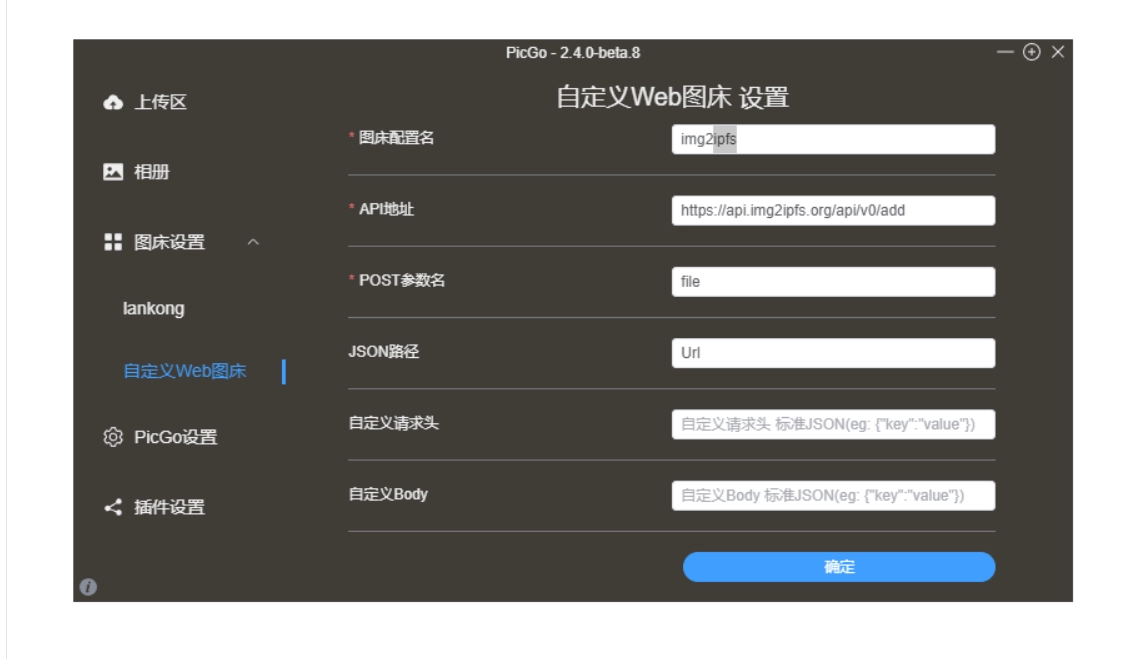 PicGo - 2.4.0-beta.8
上传区
相册
图床设置
lankong
自定义Web图床
PicGo设置
插件设置
自定义Web图床 设置
* 图床配置名
img2ipfs
* API地址
https://api.img2ipfs.org/api/v0/add
* POST参数名
file
JSON路径
Url
自定义请求头
自定义请求头 标准JSON(eg: {"key":"value"})
自定义Body
自定义Body 标准JSON(eg: {"key":"value"})
确定